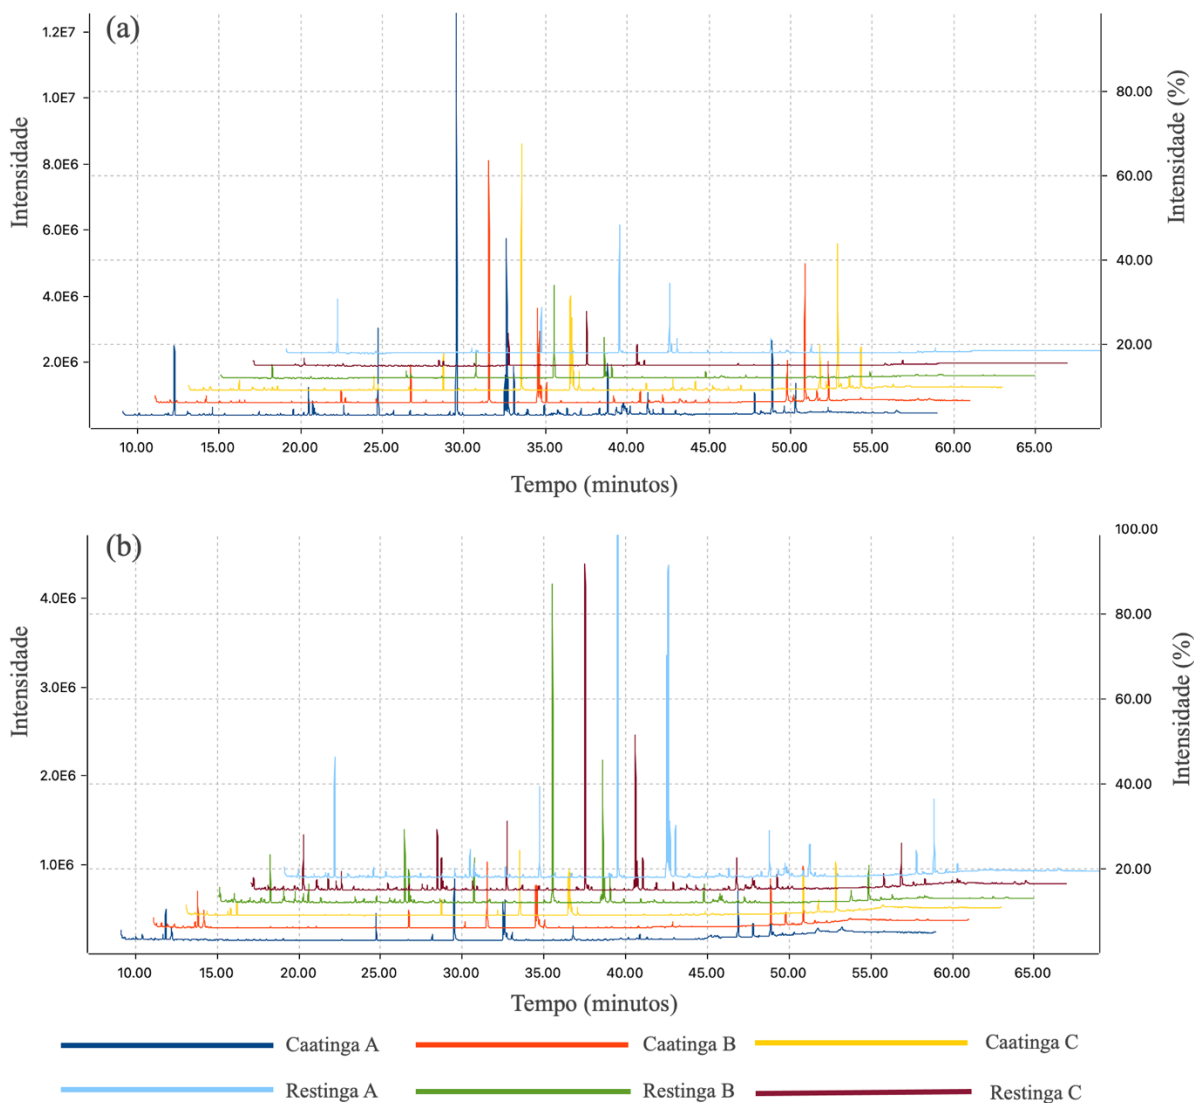 (a)
1.2E7
1.0E7
8.0E6
6.0E6
4.0E6
2.0E6
Intensidade
80.00
60.00
40.00
20.00
Intensidade (%)
10.00 15.00 20.00 25.00 30.00 35.00 40.00 45.00 50.00 55.00 60.00 65.00
Tempo (minutos)
(b)
4.0E6
3.0E6
2.0E6
1.0E6
Intensidade
100.00
80.00
60.00
40.00
20.00
Intensidade (%)
10.00 15.00 20.00 25.00 30.00 35.00 40.00 45.00 50.00 55.00 60.00 65.00
Tempo (minutos)
Caatinga A Caatinga B Caatinga C
Restinga A Restinga B Restinga C